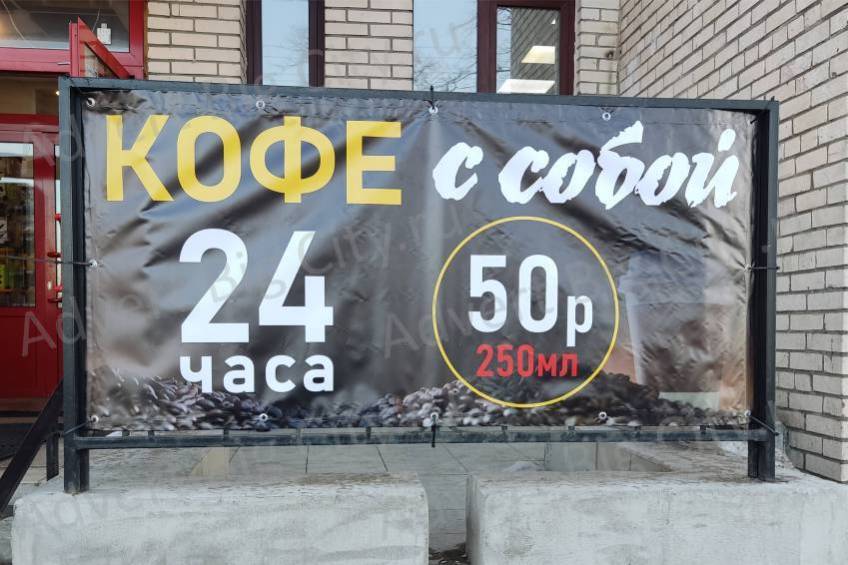 КОФЕ с собой
24
часа
50р
250мл